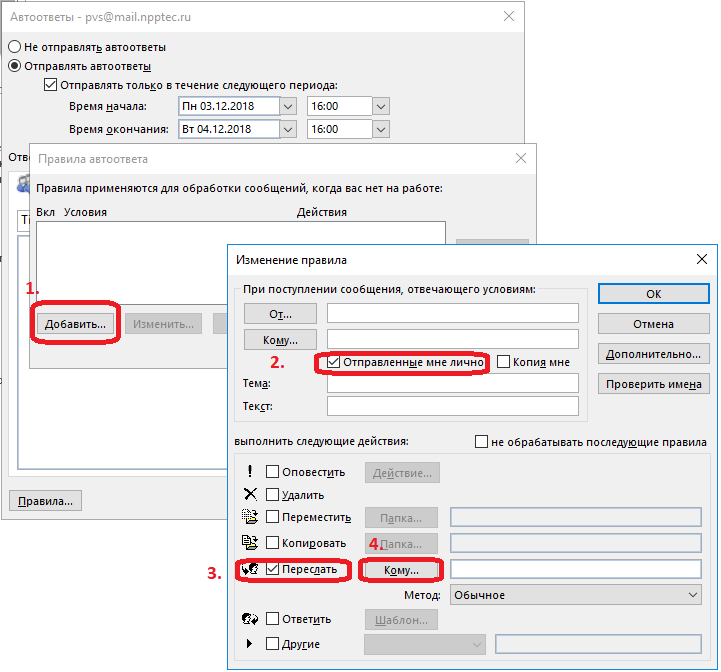 Автоответы - pvs@mail.npptec.ru
Не отправлять автоответы
Отправлять автоответы
Отправлять только в течение следующего периода:
Время начала: Пн 03.12.2018 16:00
Время окончания: Вт 04.12.2018 16:00
Правила автоответа
Правила применяются для обработки сообщений, когда вас нет на работе:
Вкл Условия Действия
1.
Добавить... Изменить...
Правила...
Изменение правила
При поступлении сообщения, отвечающего условиям:
От...
Кому...
2. Отправленные мне лично Копия мне
Тема:
Текст:
ОК
Отмена
Дополнительно...
Проверить имена
выполнить следующие действия: не обрабатывать последующие правила
Оповестить Действие...
Удалить
Переместить Папка...
Копировать Папка...
4.
3. Переслать Кому...
Метод: Обычное
Ответить Шаблон...
Другие